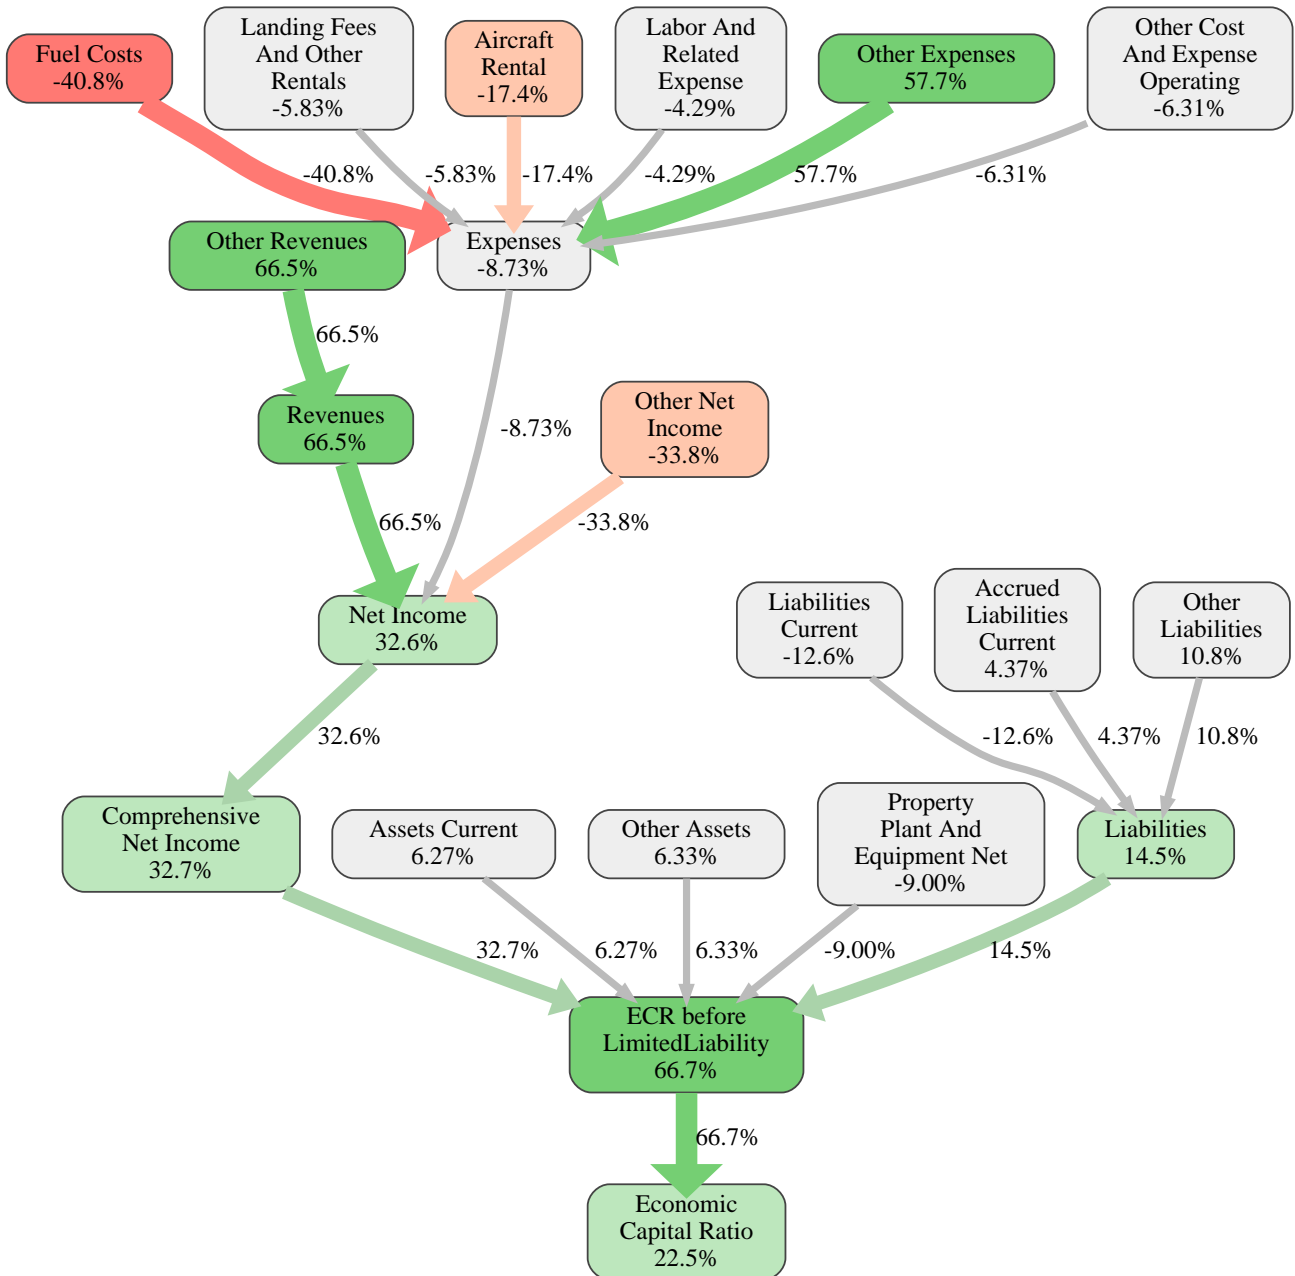 Fuel Costs
-40.8%
Landing Fees
And Other
Rentals
-5.83%
Aircraft
Rental
-17.4%
Labor And
Related
Expense
-4.29%
Other Expenses
57.7%
Other Cost
And Expense
Operating
-6.31%
-40.8%
-5.83%
-17.4%
-4.29%
57.7%
-6.31%
Other Revenues
66.5%
Expenses
-8.73%
66.5%
Revenues
66.5%
-8.73%
Other Net
Income
-33.8%
66.5%
-33.8%
Net Income
32.6%
Liabilities
Current
-12.6%
Accrued
Liabilities
Current
4.37%
Other
Liabilities
10.8%
32.6%
-12.6%
4.37%
10.8%
Comprehensive
Net Income
32.7%
Assets Current
6.27%
Other Assets
6.33%
Property
Plant And
Equipment Net
-9.00%
Liabilities
14.5%
32.7%
6.27%
6.33%
-9.00%
14.5%
ECR before
LimitedLiability
66.7%
66.7%
Economic
Capital Ratio
22.5%